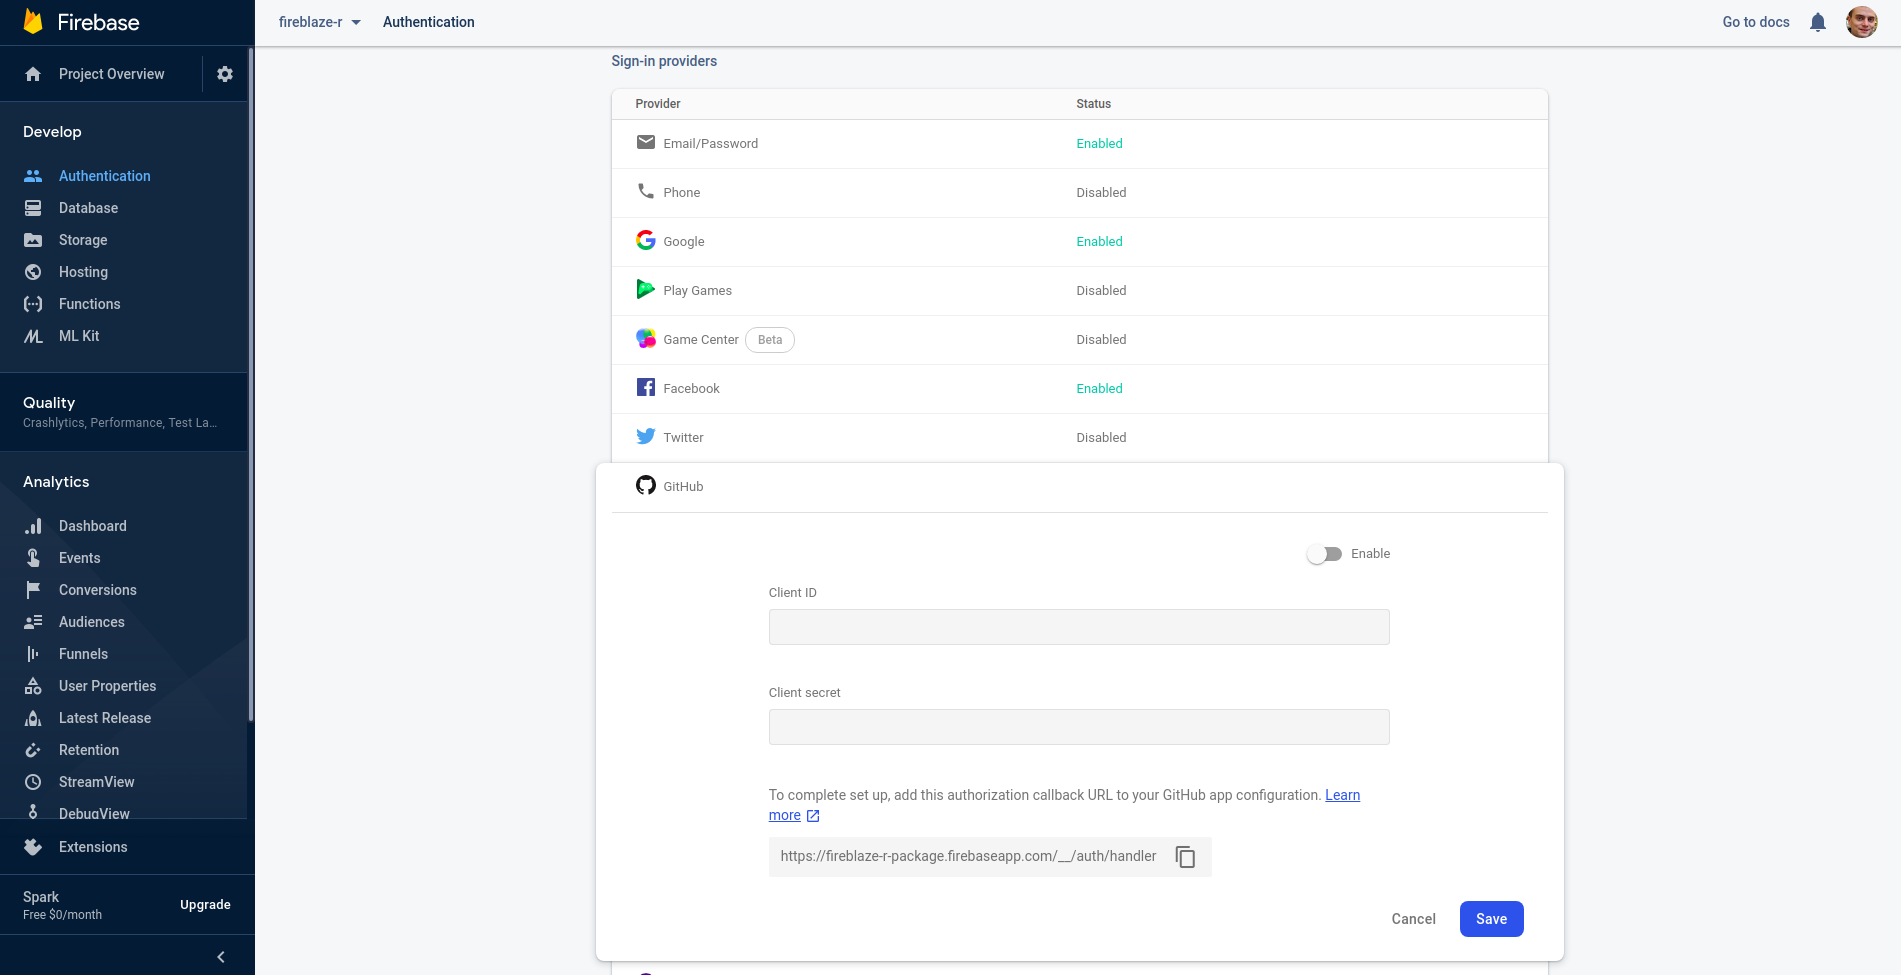 Firebase
fireblaze-r
Authentication
Go to docs
Project Overview
Develop
Authentication
Database
Storage
Hosting
Functions
ML Kit
Quality
Crashlytics, Performance, Test La...
Analytics
Dashboard
Events
Conversions
Audiences
Funnels
User Properties
Latest Release
Retention
StreamView
DebugView
Extensions
Spark
Free $0/month
Upgrade
Sign-in providers
Provider Status
Email/Password Enabled
Phone Disabled
Google Enabled
Play Games Disabled
Game Center Beta Disabled
Facebook Enabled
Twitter Disabled
GitHub
Enable
Client ID
Client secret
To complete set up, add this authorization callback URL to your GitHub app configuration. Learn
more
https://fireblaze-r-package.firebaseapp.com/__/auth/handler
Cancel Save